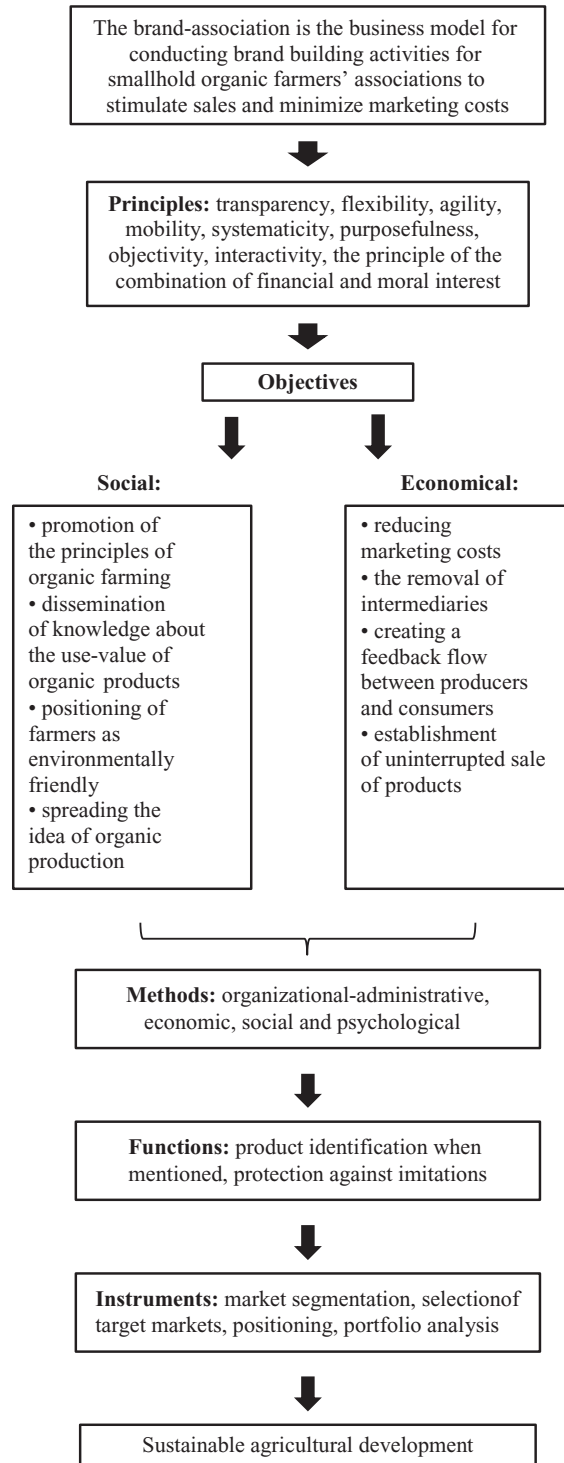 The brand-association is the business model for
conducting brand building activities for
smallhold organic farmers’ associations to
stimulate sales and minimize marketing costs
Principles: transparency, flexibility, agility,
mobility, systematicity, purposefulness,
objectivity, interactivity, the principle of the
combination of financial and moral interest
Objectives
Social:
• promotion of
the principles of
organic farming
• dissemination
of knowledge about
the use-value of
organic products
• positioning of
farmers as
environmentally
friendly
• spreading the
idea of organic
production
Economical:
• reducing
marketing costs
• the removal of
intermediaries
• creating a
feedback flow
between producers
and consumers
• establishment
of uninterrupted sale
of products
Methods: organizational-administrative,
economic, social and psychological
Functions: product identification when
mentioned, protection against imitations
Instruments: market segmentation, selectionof
target markets, positioning, portfolio analysis
Sustainable agricultural development